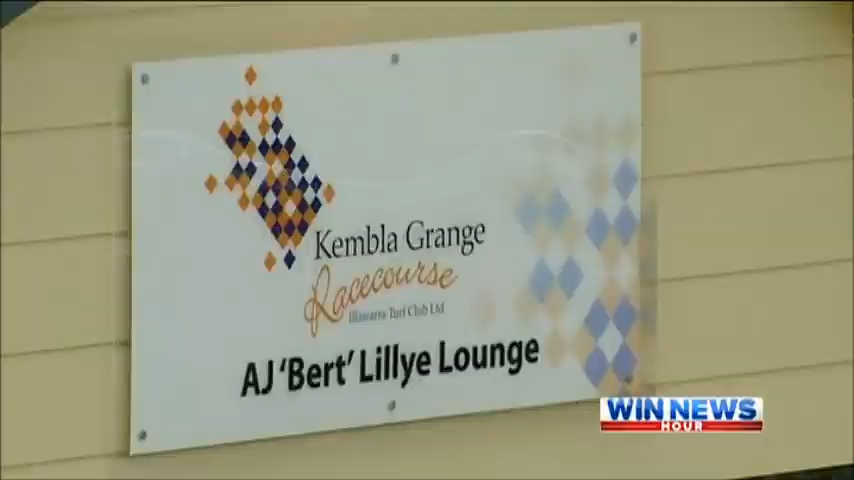 Kembla Grange
Racecourse
Illawarra Turf Club Ltd
AJ 'Bert' Lillye Lounge
WIN NEWS
HOUR